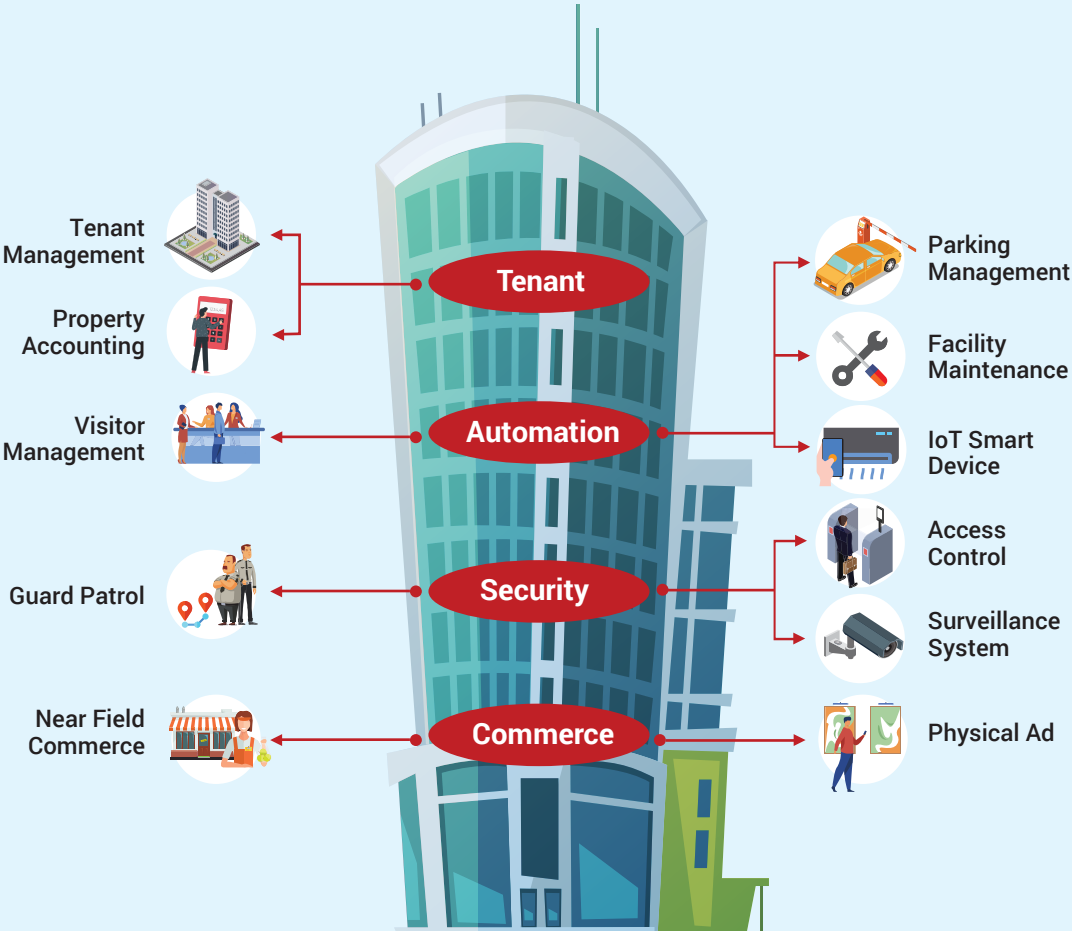 Tenant
Management
Property
Accounting
Visitor
Management
Guard Patrol
Near Field
Commerce
Tenant
Automation
Security
Commerce
Parking
Management
Facility
Maintenance
IoT Smart
Device
Access
Control
Surveillance
System
Physical Ad